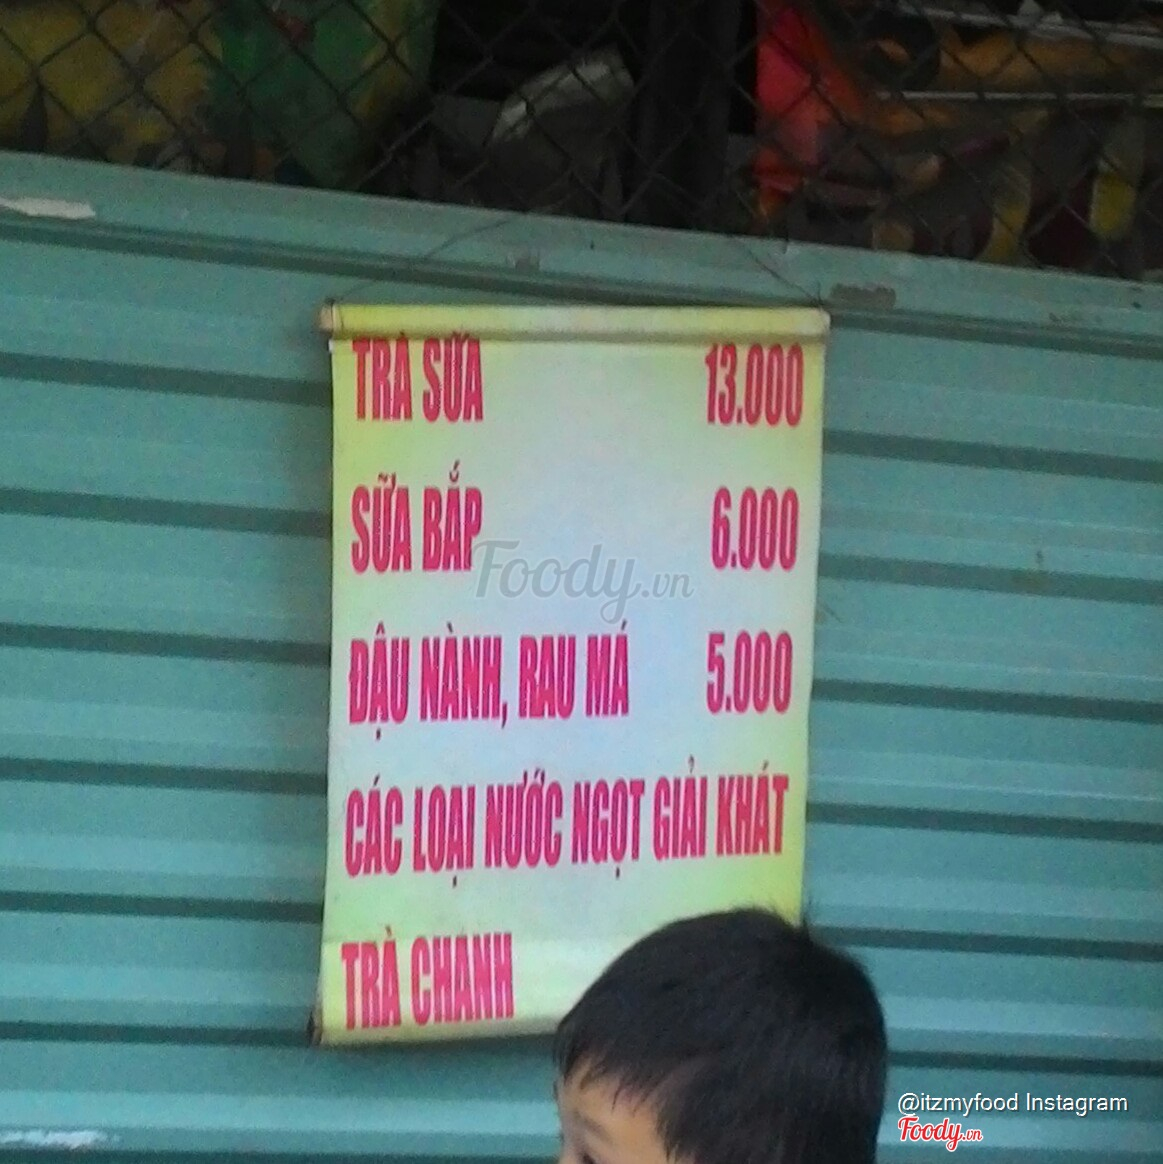 TRÀ SỮA 13.000
SỮA BẮP 6.000
Foody.vn
ĐẬU NÀNH, RAU MÁ 5.000
CÁC LOẠI NƯỚC NGỌT GIẢI KHÁT
TRÀ CHANH
@itzmyfood Instagram
Foody.vn